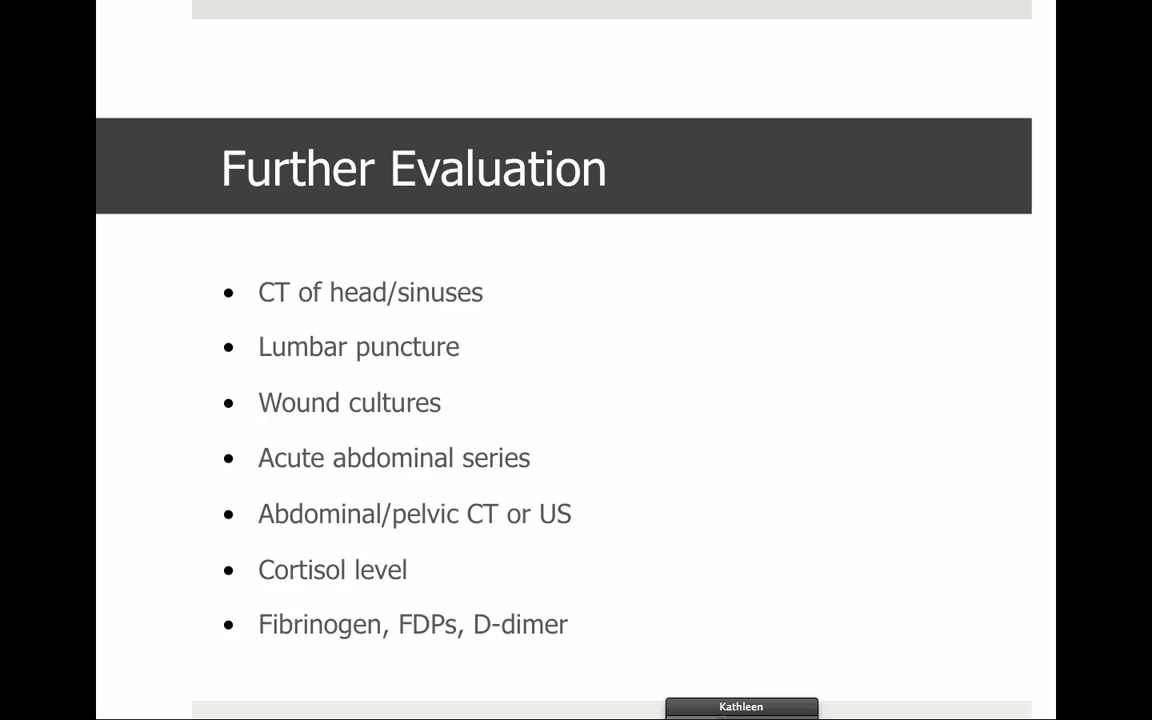 Further Evaluation
• CT of head/sinuses
• Lumbar puncture
• Wound cultures
• Acute abdominal series
• Abdominal/pelvic CT or US
• Cortisol level
• Fibrinogen, FDPs, D-dimer
Kathleen